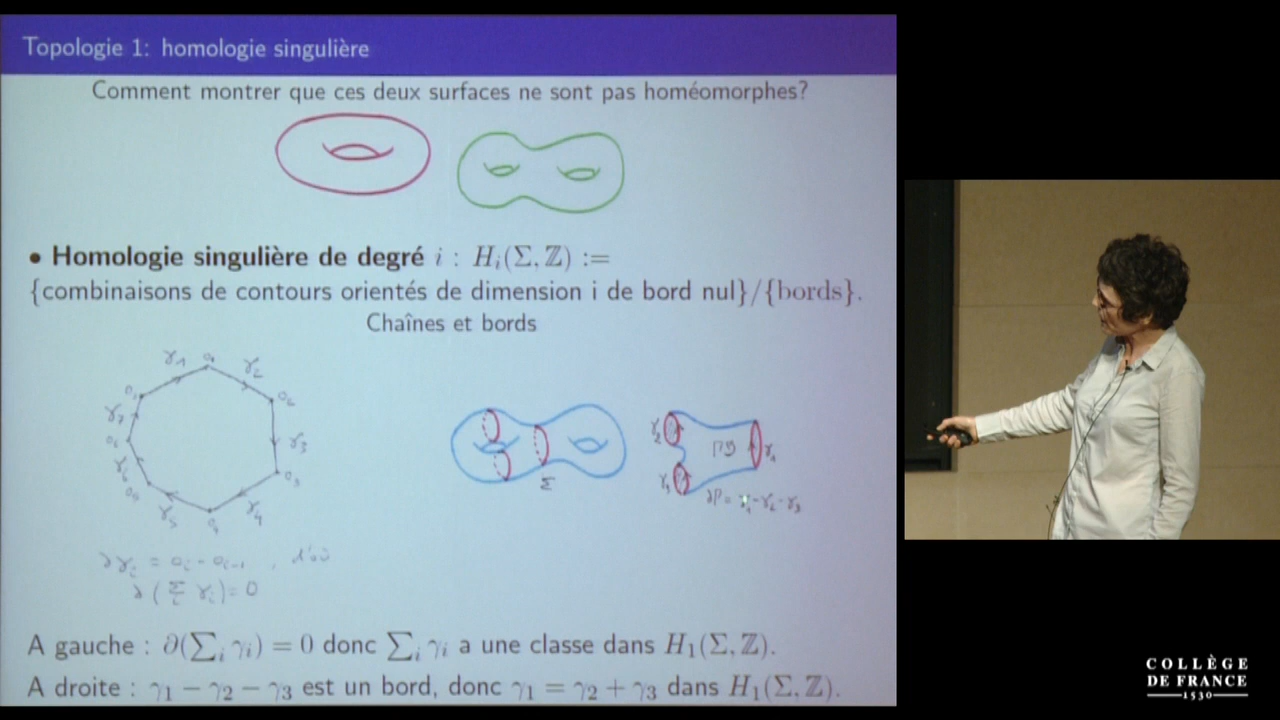 Topologie 1: homologie singulière
Comment montrer que ces deux surfaces ne sont pas homéomorphes?
• Homologie singulière de degré i : H_i(Σ, ℤ) :=
{combinaisons de contours orientés de dimension i de bord nul}/{bords}.
Chaînes et bords
γ₁
γ₂
γ₃
γ₄
γ₅
γ₆
γ₇
∂γᵢ = oᵢ - oᵢ₋₁ , d'où
∂(Σᵢ γᵢ) = 0
Σ
γ₂
γ₃
γ₁
∂P = γ₁ - γ₂ - γ₃
A gauche : ∂(∑ᵢ γᵢ) = 0 donc ∑ᵢ γᵢ a une classe dans H₁(Σ, ℤ).
A droite : γ₁ − γ₂ − γ₃ est un bord, donc γ₁ = γ₂ + γ₃ dans H₁(Σ, ℤ).
COLLÈGE
DE FRANCE
1530